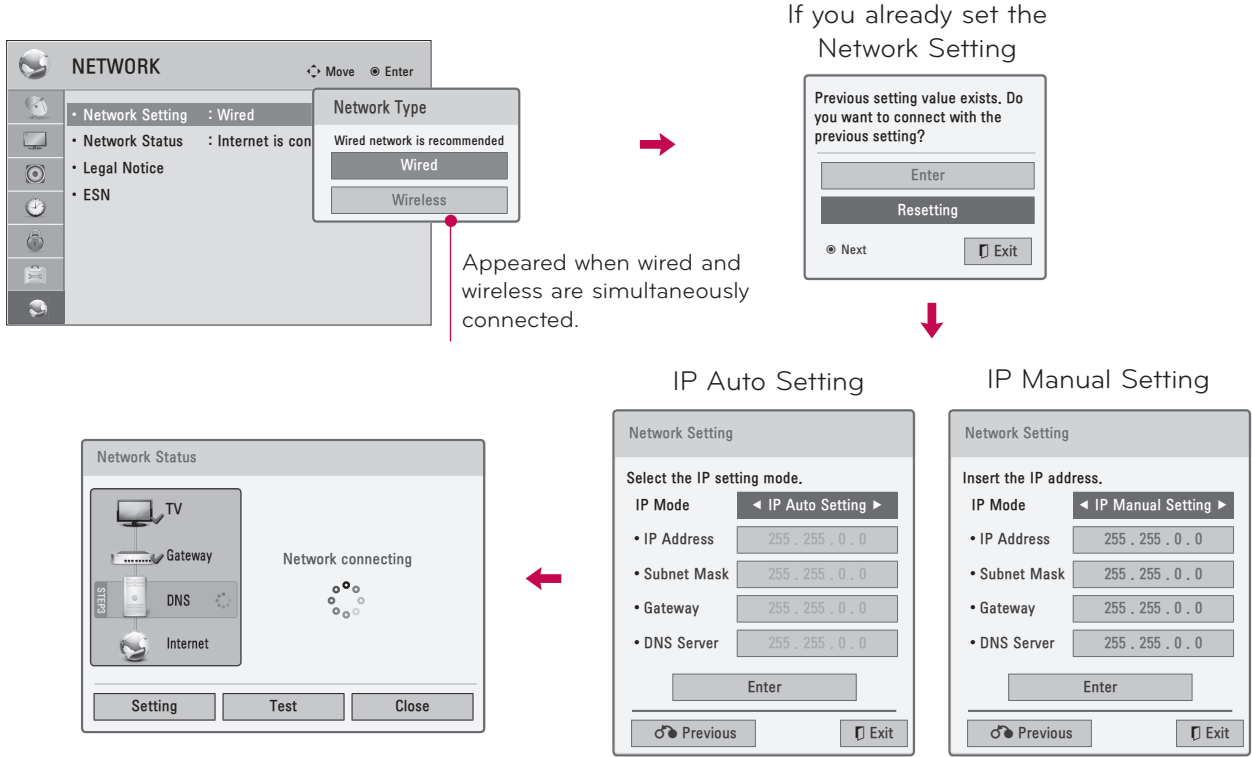 If you already set the
Network Setting
NETWORK
Move
Enter
• Network Setting : Wired
• Network Status : Internet is con
• Legal Notice
• ESN
Network Type
Wired network is recommended
Wired
Wireless
Appeared when wired and
wireless are simultaneously
connected.
Previous setting value exists. Do
you want to connect with the
previous setting?
Enter
Resetting
Next
Exit
IP Auto Setting
Network Setting
Select the IP setting mode.
IP Mode ◄ IP Auto Setting ►
• IP Address 255 . 255 . 0 . 0
• Subnet Mask 255 . 255 . 0 . 0
• Gateway 255 . 255 . 0 . 0
• DNS Server 255 . 255 . 0 . 0
Enter
Previous
Exit
IP Manual Setting
Network Setting
Insert the IP address.
IP Mode ◄ IP Manual Setting ►
• IP Address 255 . 255 . 0 . 0
• Subnet Mask 255 . 255 . 0 . 0
• Gateway 255 . 255 . 0 . 0
• DNS Server 255 . 255 . 0 . 0
Enter
Previous
Exit
Network Status
TV
Gateway
STEP3
DNS
Internet
Network connecting
Setting
Test
Close